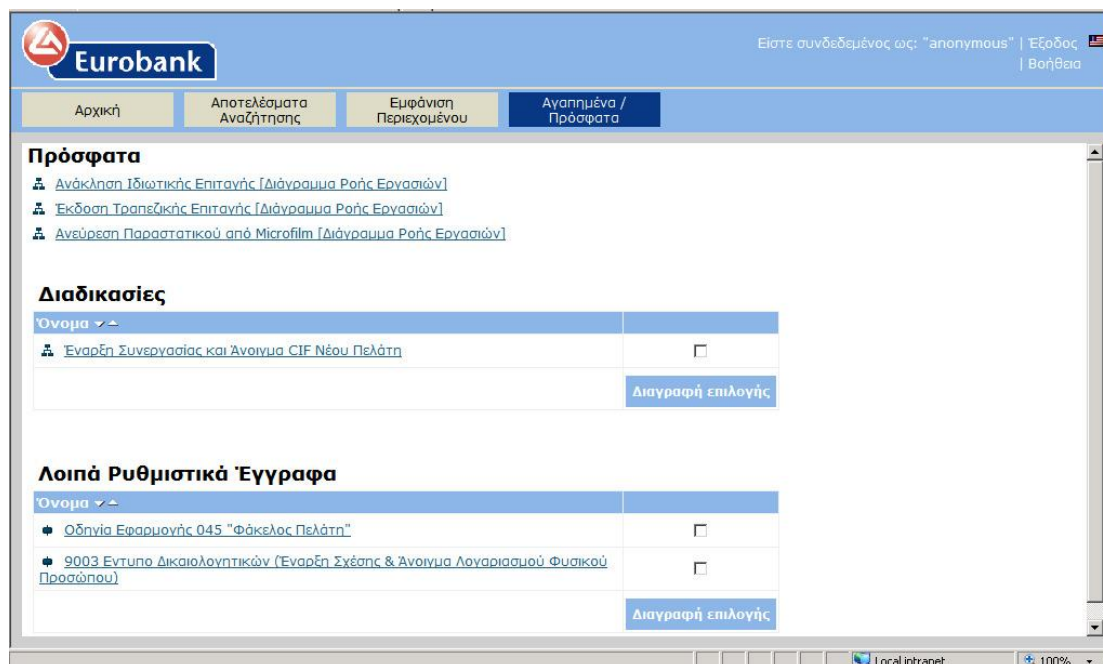 Eurobank
Είστε συνδεδεμένος ως: "anonymous" | Έξοδος
| Βοήθεια
Αρχική
Αποτελέσματα
Αναζήτησης
Εμφάνιση
Περιεχομένου
Αγαπημένα /
Πρόσφατα
Πρόσφατα
Ανάκληση Ιδιωτικής Επιταγής [Διάγραμμα Ροής Εργασιών]
Έκδοση Τραπεζικής Επιταγής [Διάγραμμα Ροής Εργασιών]
Ανεύρεση Παραστατικού από Microfilm [Διάγραμμα Ροής Εργασιών]
Διαδικασίες
Όνομα
Έναρξη Συνεργασίας και Άνοιγμα CIF Νέου Πελάτη
Διαγραφή επιλογής
Λοιπά Ρυθμιστικά Έγγραφα
Όνομα
Οδηγία Εφαρμογής 045 "Φάκελος Πελάτη"
9003 Εντυπο Δικαιολογητικών (Έναρξη Σχέσης & Άνοιγμα Λογαριασμού Φυσικού
Προσώπου)
Διαγραφή επιλογής
Local intranet
100%